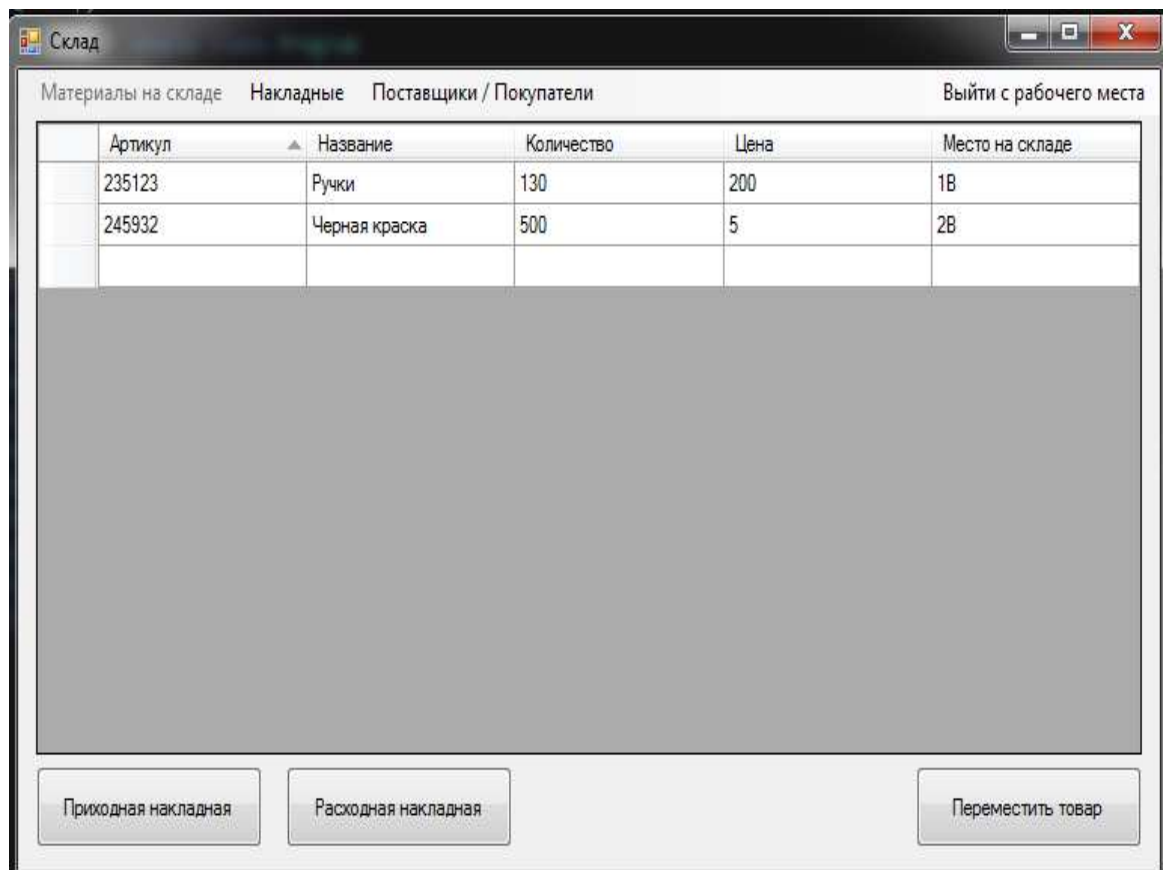 Склад
Материалы на складе Накладные Поставщики / Покупатели Выйти с рабочего места
Артикул Название Количество Цена Место на складе
235123 Ручки 130 200 1В
245932 Черная краска 500 5 2В
Приходная накладная Расходная накладная Переместить товар